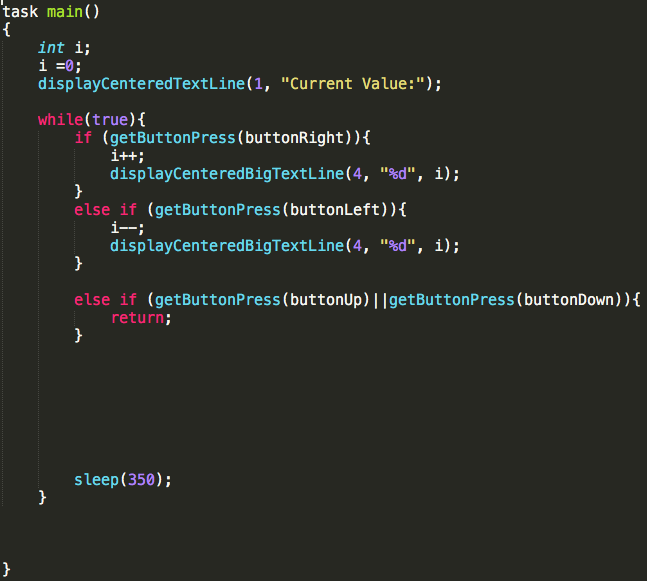 task main()
{
int i;
i =0;
displayCenteredTextLine(1, "Current Value:");
while(true){
if (getButtonPress(buttonRight)){
i++;
displayCenteredBigTextLine(4, "%d", i);
}
else if (getButtonPress(buttonLeft)){
i--;
displayCenteredBigTextLine(4, "%d", i);
}
else if (getButtonPress(buttonUp)||getButtonPress(buttonDown)){
return;
}
sleep(350);
}
}